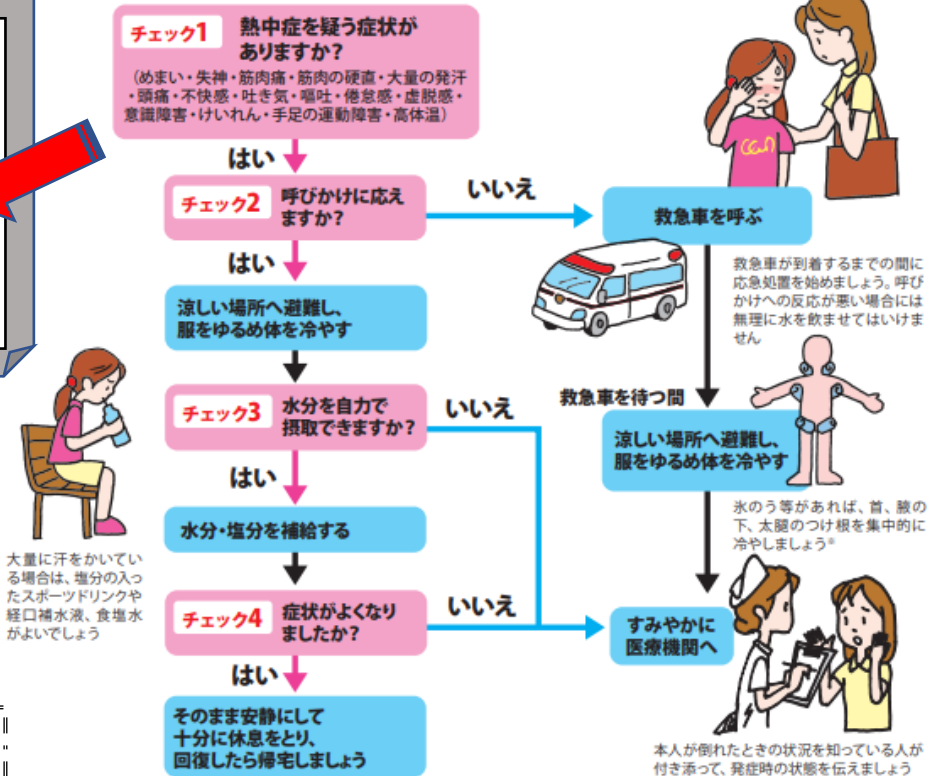 チェック1 熱中症を疑う症状が
ありますか？
（めまい・失神・筋肉痛・筋肉の硬直・大量の発汗
・頭痛・不快感・吐き気・嘔吐・倦怠感・虚脱感・
意識障害・けいれん・手足の運動障害・高体温）
はい
チェック2 呼びかけに応え
ますか？
いいえ
救急車を呼ぶ
救急車が到着するまでの間に
応急処置を始めましょう。呼び
かけへの反応が悪い場合には
無理に水を飲ませてはいけま
せん
はい
涼しい場所へ避難し、
服をゆるめ体を冷やす
チェック3 水分を自力で
摂取できますか？
いいえ
救急車を待つ間
涼しい場所へ避難し、
服をゆるめ体を冷やす
氷のう等があれば、首、腋の
下、太腿のつけ根を集中的に
冷やしましょう※
はい
水分・塩分を補給する
大量に汗をかいてい
る場合は、塩分の入っ
たスポーツドリンクや
経口補水液、食塩水
がよいでしょう
チェック4 症状がよくなり
ましたか？
いいえ
すみやかに
医療機関へ
はい
そのまま安静にして
十分に休息をとり、
回復したら帰宅しましょう
本人が倒れたときの状況を知っている人が
付き添って、発症時の状態を伝えましょう